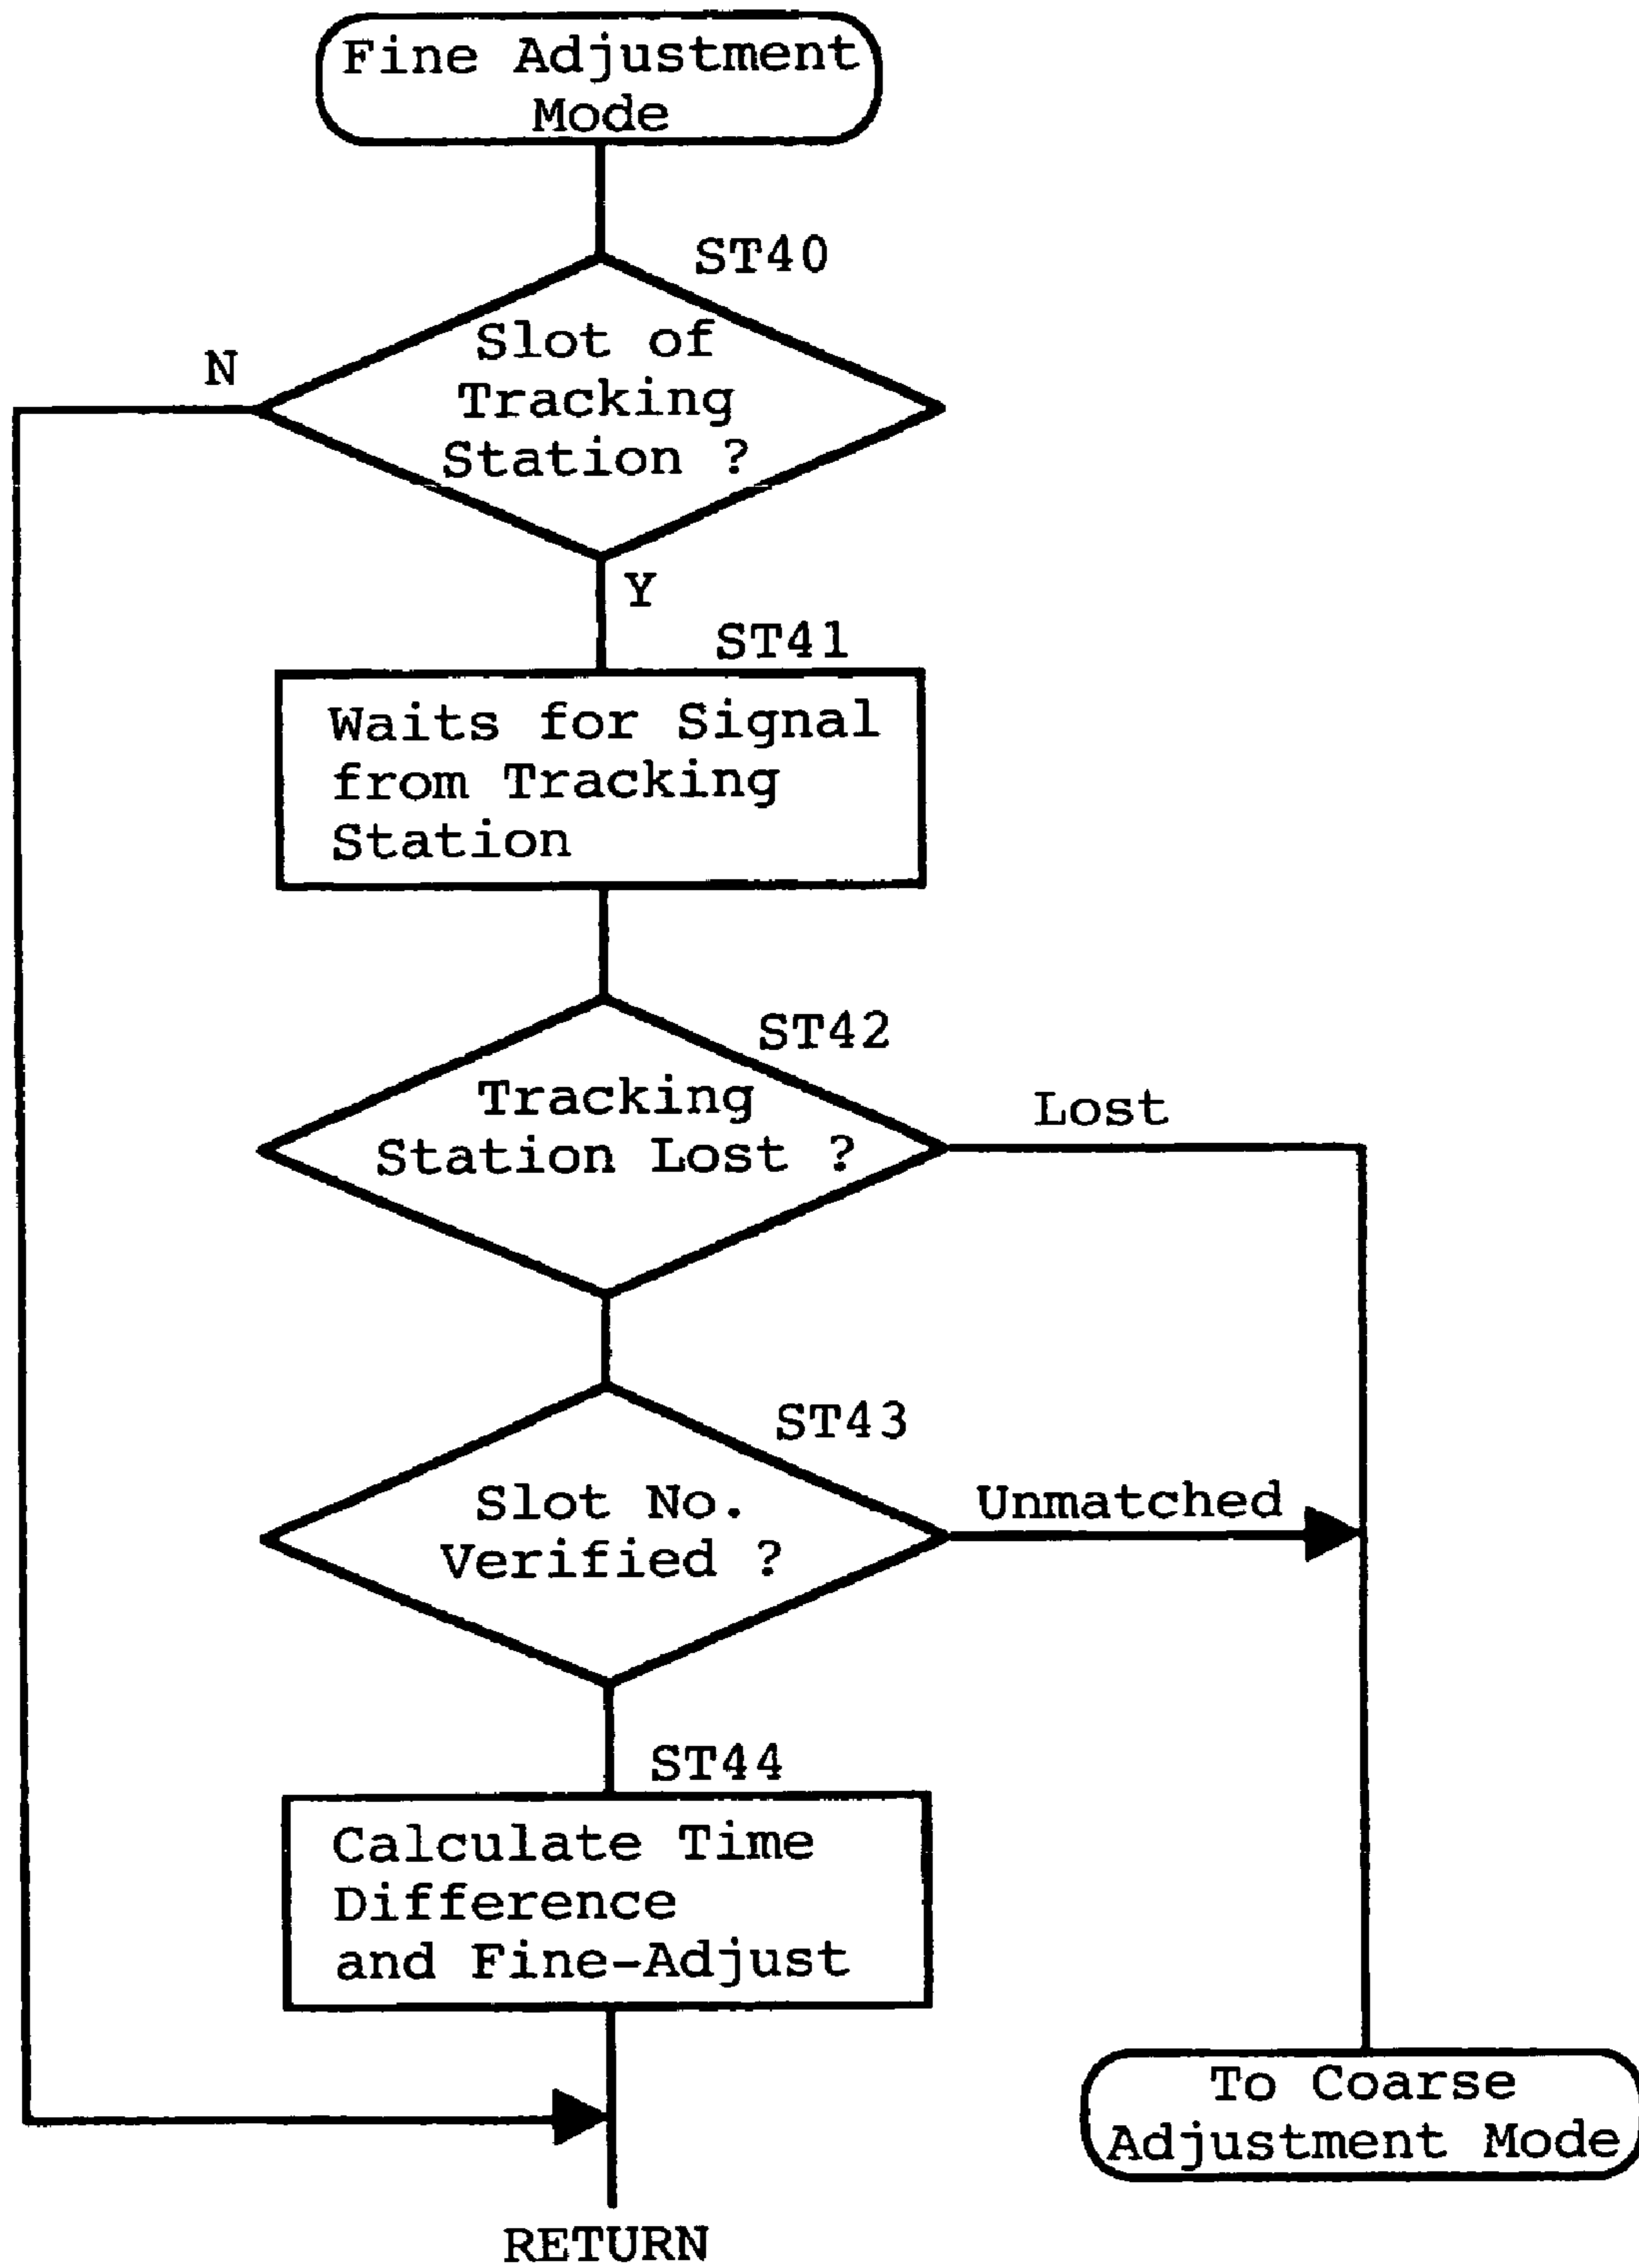 Fine Adjustment
Mode
ST40
Slot of
Tracking
Station ?
N
Y
ST41
Waits for Signal
from Tracking
Station
ST42
Tracking
Station Lost ?
Lost
ST43
Slot No.
Verified ?
Unmatched
ST44
Calculate Time
Difference
and Fine-Adjust
To Coarse
Adjustment Mode
RETURN